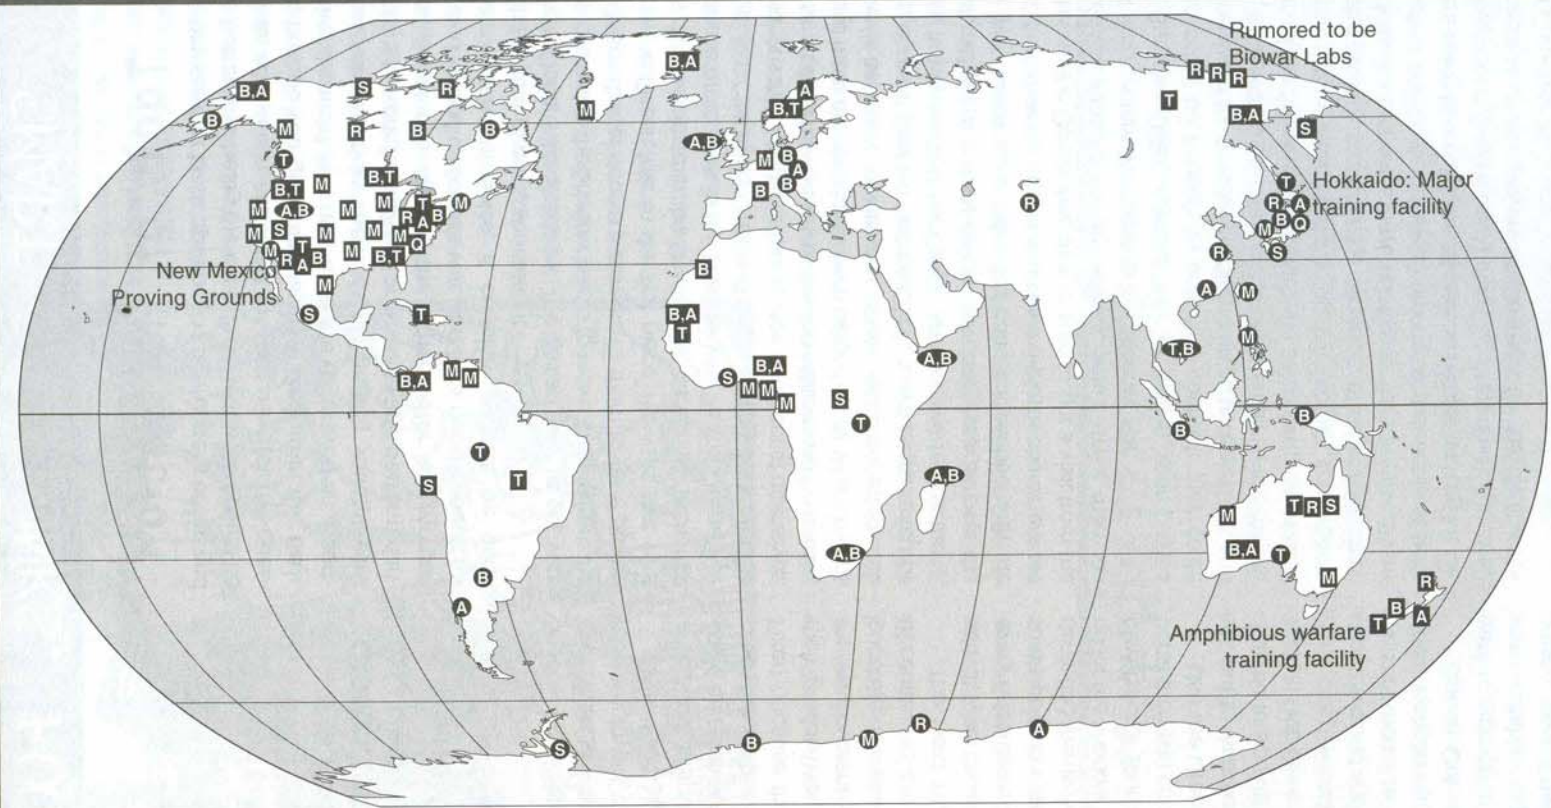 Rumored to be
Biowar Labs
B,A
R R R
B,A S R A
T
M B,T B,A
B M R B B A,B S
T M B A
B,T M B,T B B T Hokkaido: Major
training facility
M A,B M M T M R R A
M S M M R A B M B Q
M T M M Q R S
R A B B,T B
New Mexico
Proving Grounds
M A M
S T B,A T M
T,B A,B
B,A M M S B,A
M M M S T B B
T
S T A,B
T R S
M
A,B B,A T
B M R
A B A
T
Amphibious warfare
training facility
S B M R A